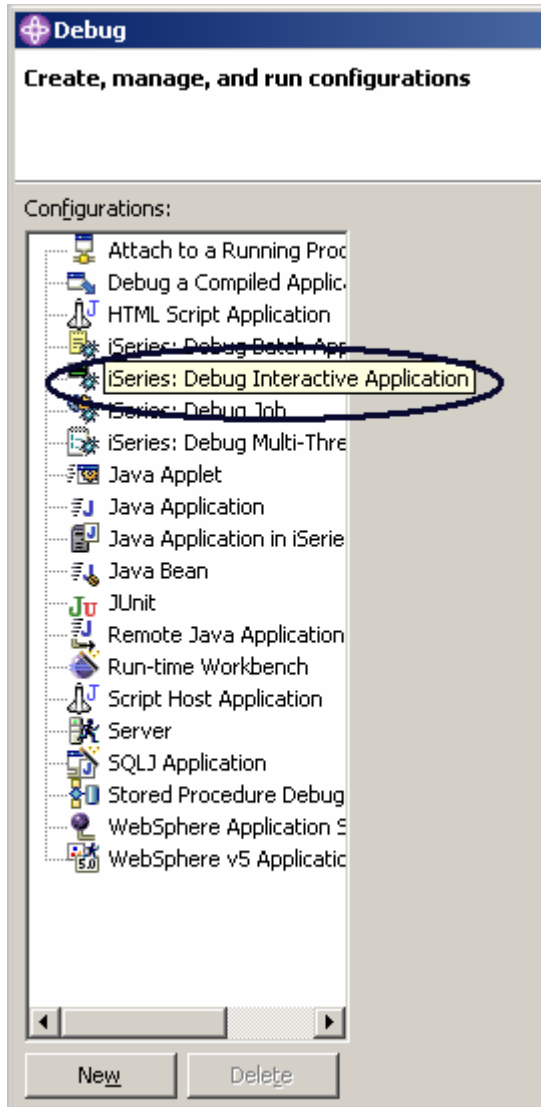 Debug
Create, manage, and run configurations
Configurations:
Attach to a Running Proc
Debug a Compiled Applic
HTML Script Application
iSeries: Debug Batch App
iSeries: Debug Interactive Application
iSeries: Debug Job
iSeries: Debug Multi-Thre
Java Applet
Java Application
Java Application in iSerie
Java Bean
JUnit
Remote Java Application
Run-time Workbench
Script Host Application
Server
SQLJ Application
Stored Procedure Debug
WebSphere Application S
WebSphere v5 Applicatic
New Delete